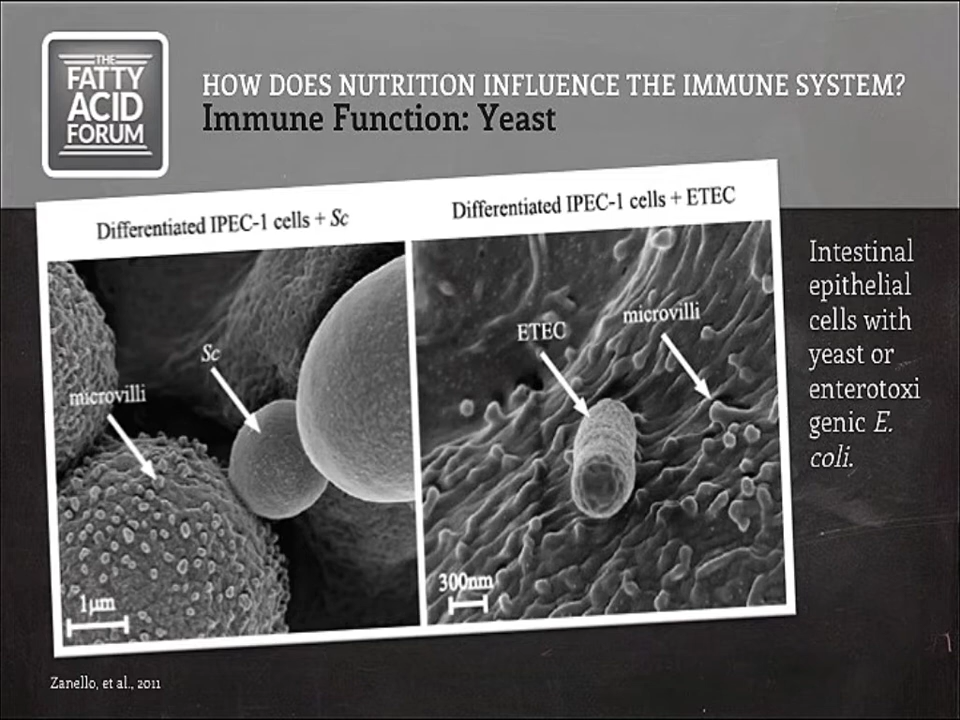 THE
FATTY
ACID
FORUM
HOW DOES NUTRITION INFLUENCE THE IMMUNE SYSTEM?
Immune Function: Yeast
Differentiated IPEC-1 cells + Sc
Differentiated IPEC-1 cells + ETEC
Sc
microvilli
1µm
ETEC
microvilli
300nm
Intestinal
epithelial
cells with
yeast or
enterotoxi
genic E.
coli.
Zanello, et al., 2011